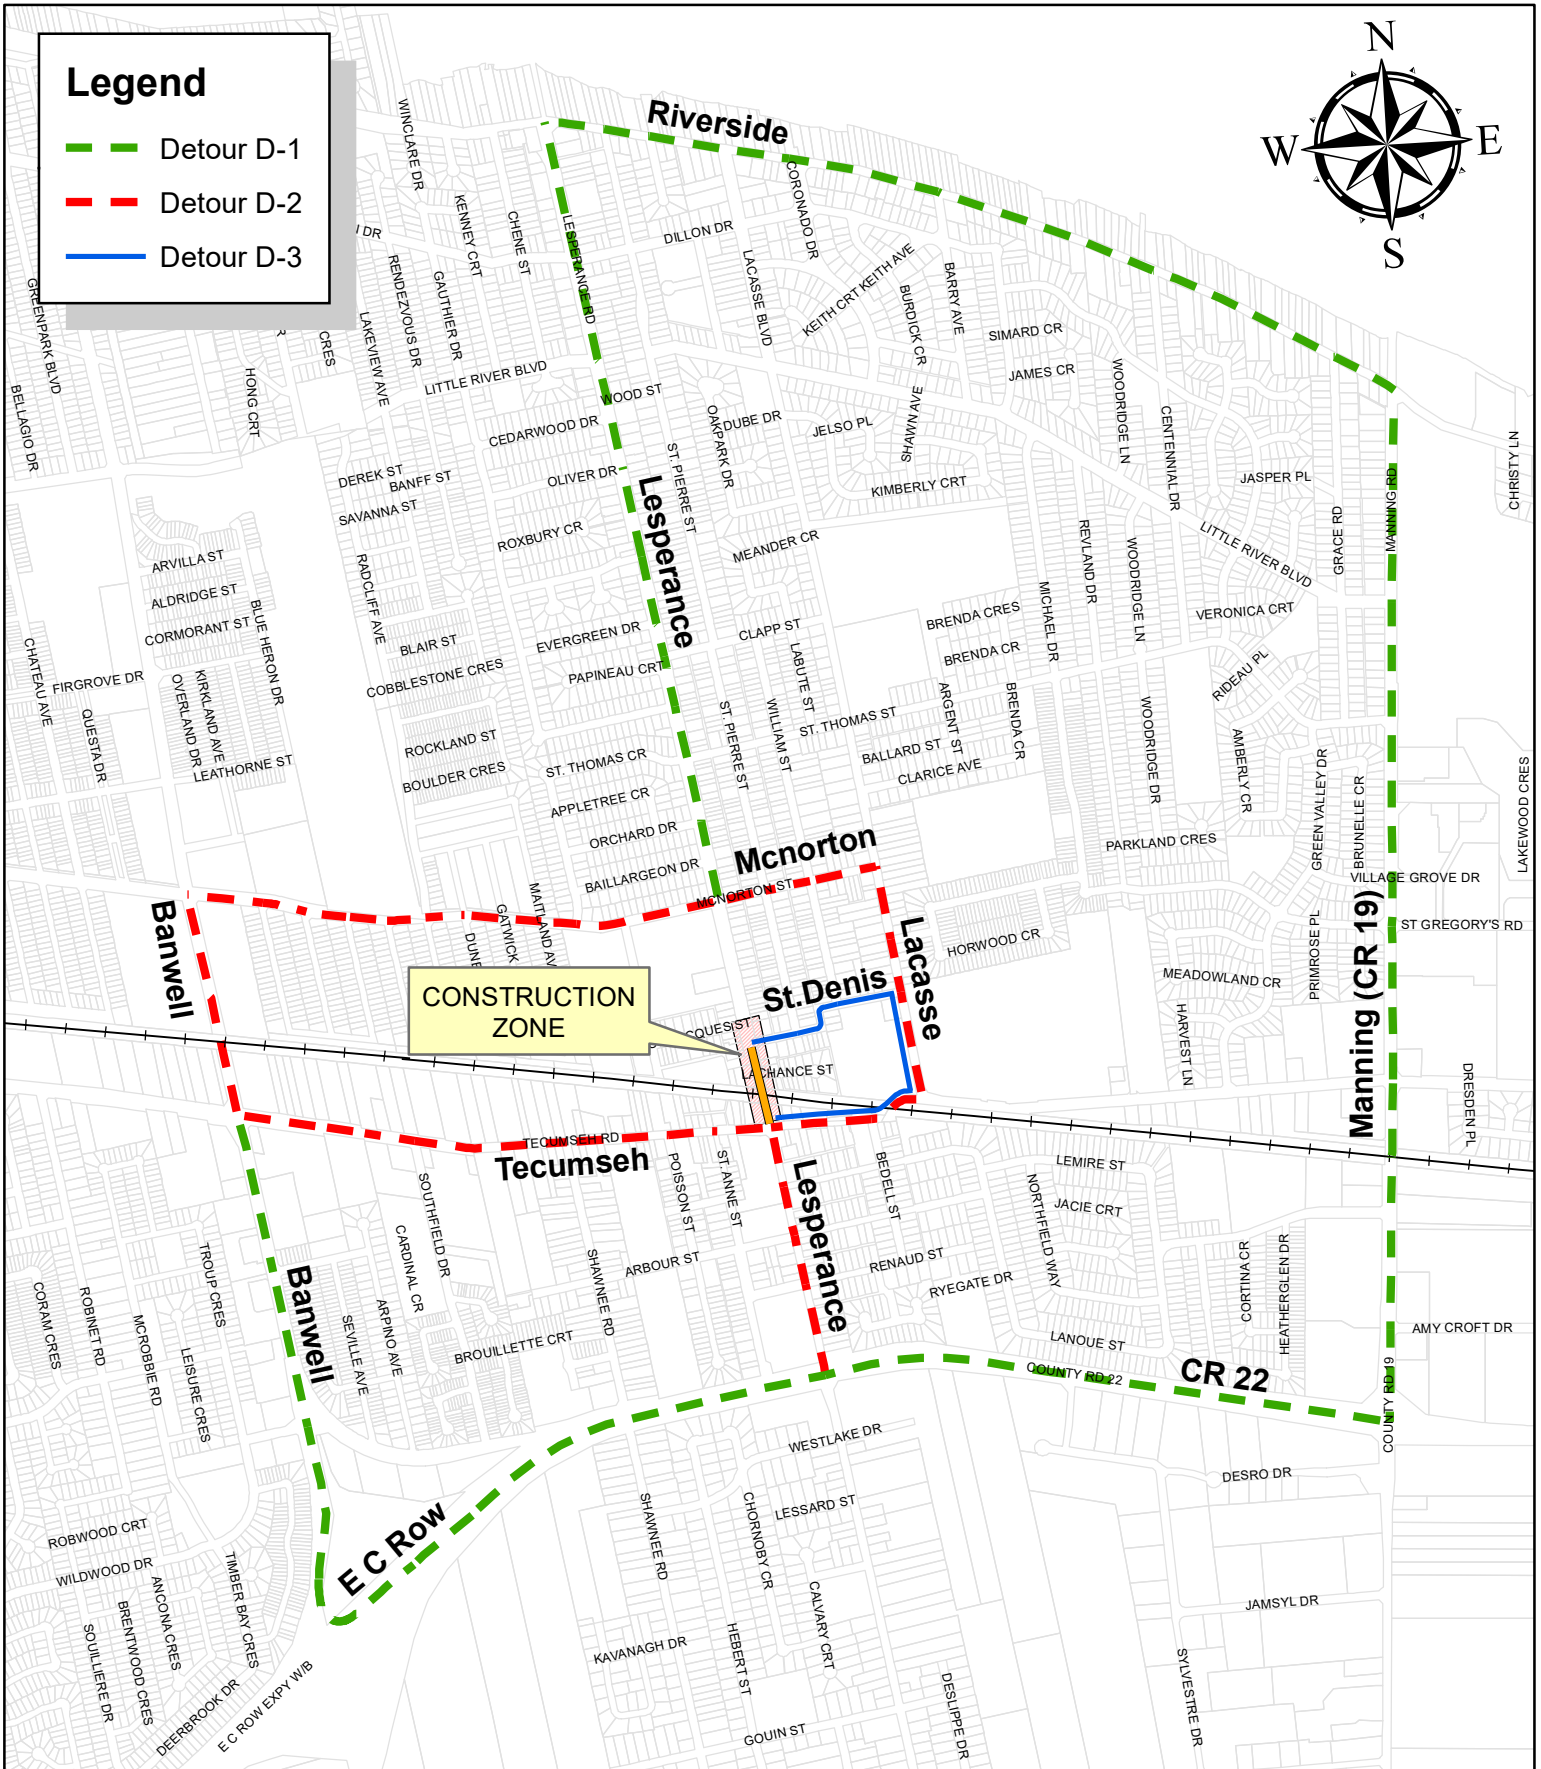 Legend
Detour D-1
Detour D-2
Detour D-3
N
W
E
S
Riverside
WINCLARE DR
KENNEY CRT
CHENE ST
LESPERANCE RD
DILLON DR
CORONADO DR
LACASSE BLVD
KEITH CRT
KEITH AVE
BURDICK CR
BARRY AVE
SIMARD CR
JAMES CR
RENDEZVOUS DR
GAUTHIER DR
LAKEVIEW AVE
CRES
GREENPARK BLVD
BELLAGIO DR
HONG CRT
LITTLE RIVER BLVD
WOOD ST
CEDARWOOD DR
OAKPARK DR
DUBE DR
JELSO PL
SHAWN AVE
WOODRIDGE LN
CENTENNIAL DR
CHRISTY LN
DEREK ST
BANFF ST
SAVANNA ST
OLIVER DR
ST. PIERRE ST
KIMBERLY CRT
JASPER PL
MANNING RD
GRACE RD
Lesperance
ROXBURY CR
MEANDER CR
REVLAND DR
WOODRIDGE LN
LITTLE RIVER BLVD
ARVILLA ST
ALDRIDGE ST
CORMORANT ST
BLUE HERON DR
RADCLIFF AVE
BLAIR ST
COBBLESTONE CRES
EVERGREEN DR
PAPINEAU CRT
CLAPP ST
LABUTE ST
BRENDA CRES
BRENDA CR
MICHAEL DR
VERONICA CRT
RIDEAU PL
CHATEAU AVE
FIRGROVE DR
QUESTA DR
OVERLAND DR
KIRKLAND AVE
LEATHORNE ST
ROCKLAND ST
BOULDER CRES
ST. THOMAS CR
APPLETREE CR
ORCHARD DR
BAILLARGEON DR
ST. PIERRE ST
WILLIAM ST
ST. THOMAS ST
BALLARD ST
ARGENT ST
CLARICE AVE
BRENDA CR
WOODRIDGE DR
AMBERLY CR
GREEN VALLEY DR
BRUNELLE CR
LAKEWOOD CRES
PARKLAND CRES
VILLAGE GROVE DR
ST GREGORY'S RD
Mcnorton
MCNORTON ST
Banwell
MAITLAND AV
GATWICK
DUNE
Lacasse
HORWOOD CR
MEADOWLAND CR
PRIMROSE PL
HARVEST LN
Manning (CR 19)
DRESDEN PL
CONSTRUCTION
ZONE
St.Denis
CQUES ST
LACHANCE ST
TECUMSEH RD
Tecumseh
POISSON ST
ST. ANNE ST
Lesperance
BEDELL ST
LEMIRE ST
JACIE CRT
NORTHFIELD WAY
RENAUD ST
RYEGATE DR
LANOUE ST
CORTINA CR
HEATHERGLEN DR
AMY CROFT DR
SOUTHFIELD DR
CARDINAL CR
SHAWNEE RD
ARBOUR ST
Banwell
TROUP CRES
CORAM CRES
ROBINET RD
MCROBBIE RD
LEISURE CRES
SEVILLE AVE
ARPINO AVE
BROUILLETTE CRT
COUNTY RD 22
CR 22
COUNTY RD 19
WESTLAKE DR
DESRO DR
LESSARD ST
E C Row
SHAWNEE RD
CHORNOBY CR
ROBWOOD CRT
WILDWOOD DR
ANCONA CRES
BRENTWOOD CRES
SOUILLIERE DR
TIMBER BAY CRES
DEERBROOK DR
E C ROW EXPY W/B
KAVANAGH DR
HEBERT ST
CALVARY CRT
GOUIN ST
DESLIPPE DR
JAMSYL DR
SYLVESTRE DR